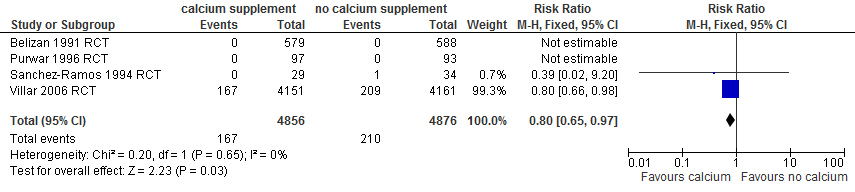 calcium supplement no calcium supplement Risk Ratio Risk Ratio
Study or Subgroup Events Total Events Total Weight M-H, Fixed, 95% CI M-H, Fixed, 95% CI
Belizan 1991 RCT 0 579 0 588 Not estimable
Purwar 1996 RCT 0 97 0 93 Not estimable
Sanchez-Ramos 1994 RCT 0 29 1 34 0.7% 0.39 [0.02, 9.20]
Villar 2006 RCT 167 4151 209 4161 99.3% 0.80 [0.66, 0.98]
Total (95% CI) 4856 4876 100.0% 0.80 [0.65, 0.97]
Total events 167 210
Heterogeneity: Chi² = 0.20, df = 1 (P = 0.65); I² = 0%
Test for overall effect: Z = 2.23 (P = 0.03)
0.01 0.1 1 10 100
Favours calcium Favours no calcium